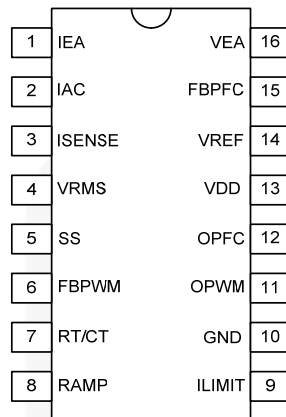 1 IEA VEA 16
2 IAC FBPFC 15
3 ISENSE VREF 14
4 VRMS VDD 13
5 SS OPFC 12
6 FBPWM OPWM 11
7 RT/CT GND 10
8 RAMP ILIMIT 9